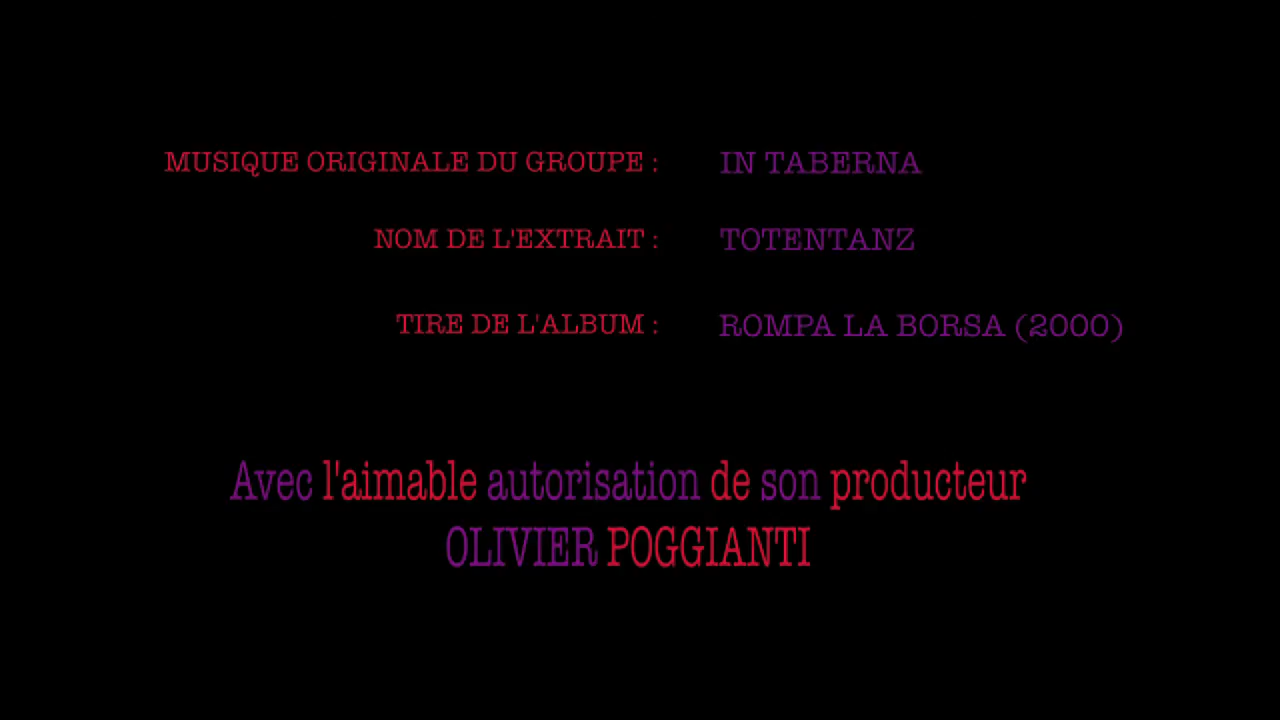 MUSIQUE ORIGINALE DU GROUPE : IN TABERNA
NOM DE L'EXTRAIT : TOTENTANZ
TIRE DE L'ALBUM : ROMPA LA BORSA (2000)
Avec l'aimable autorisation de son producteur
OLIVIER POGGIANTI